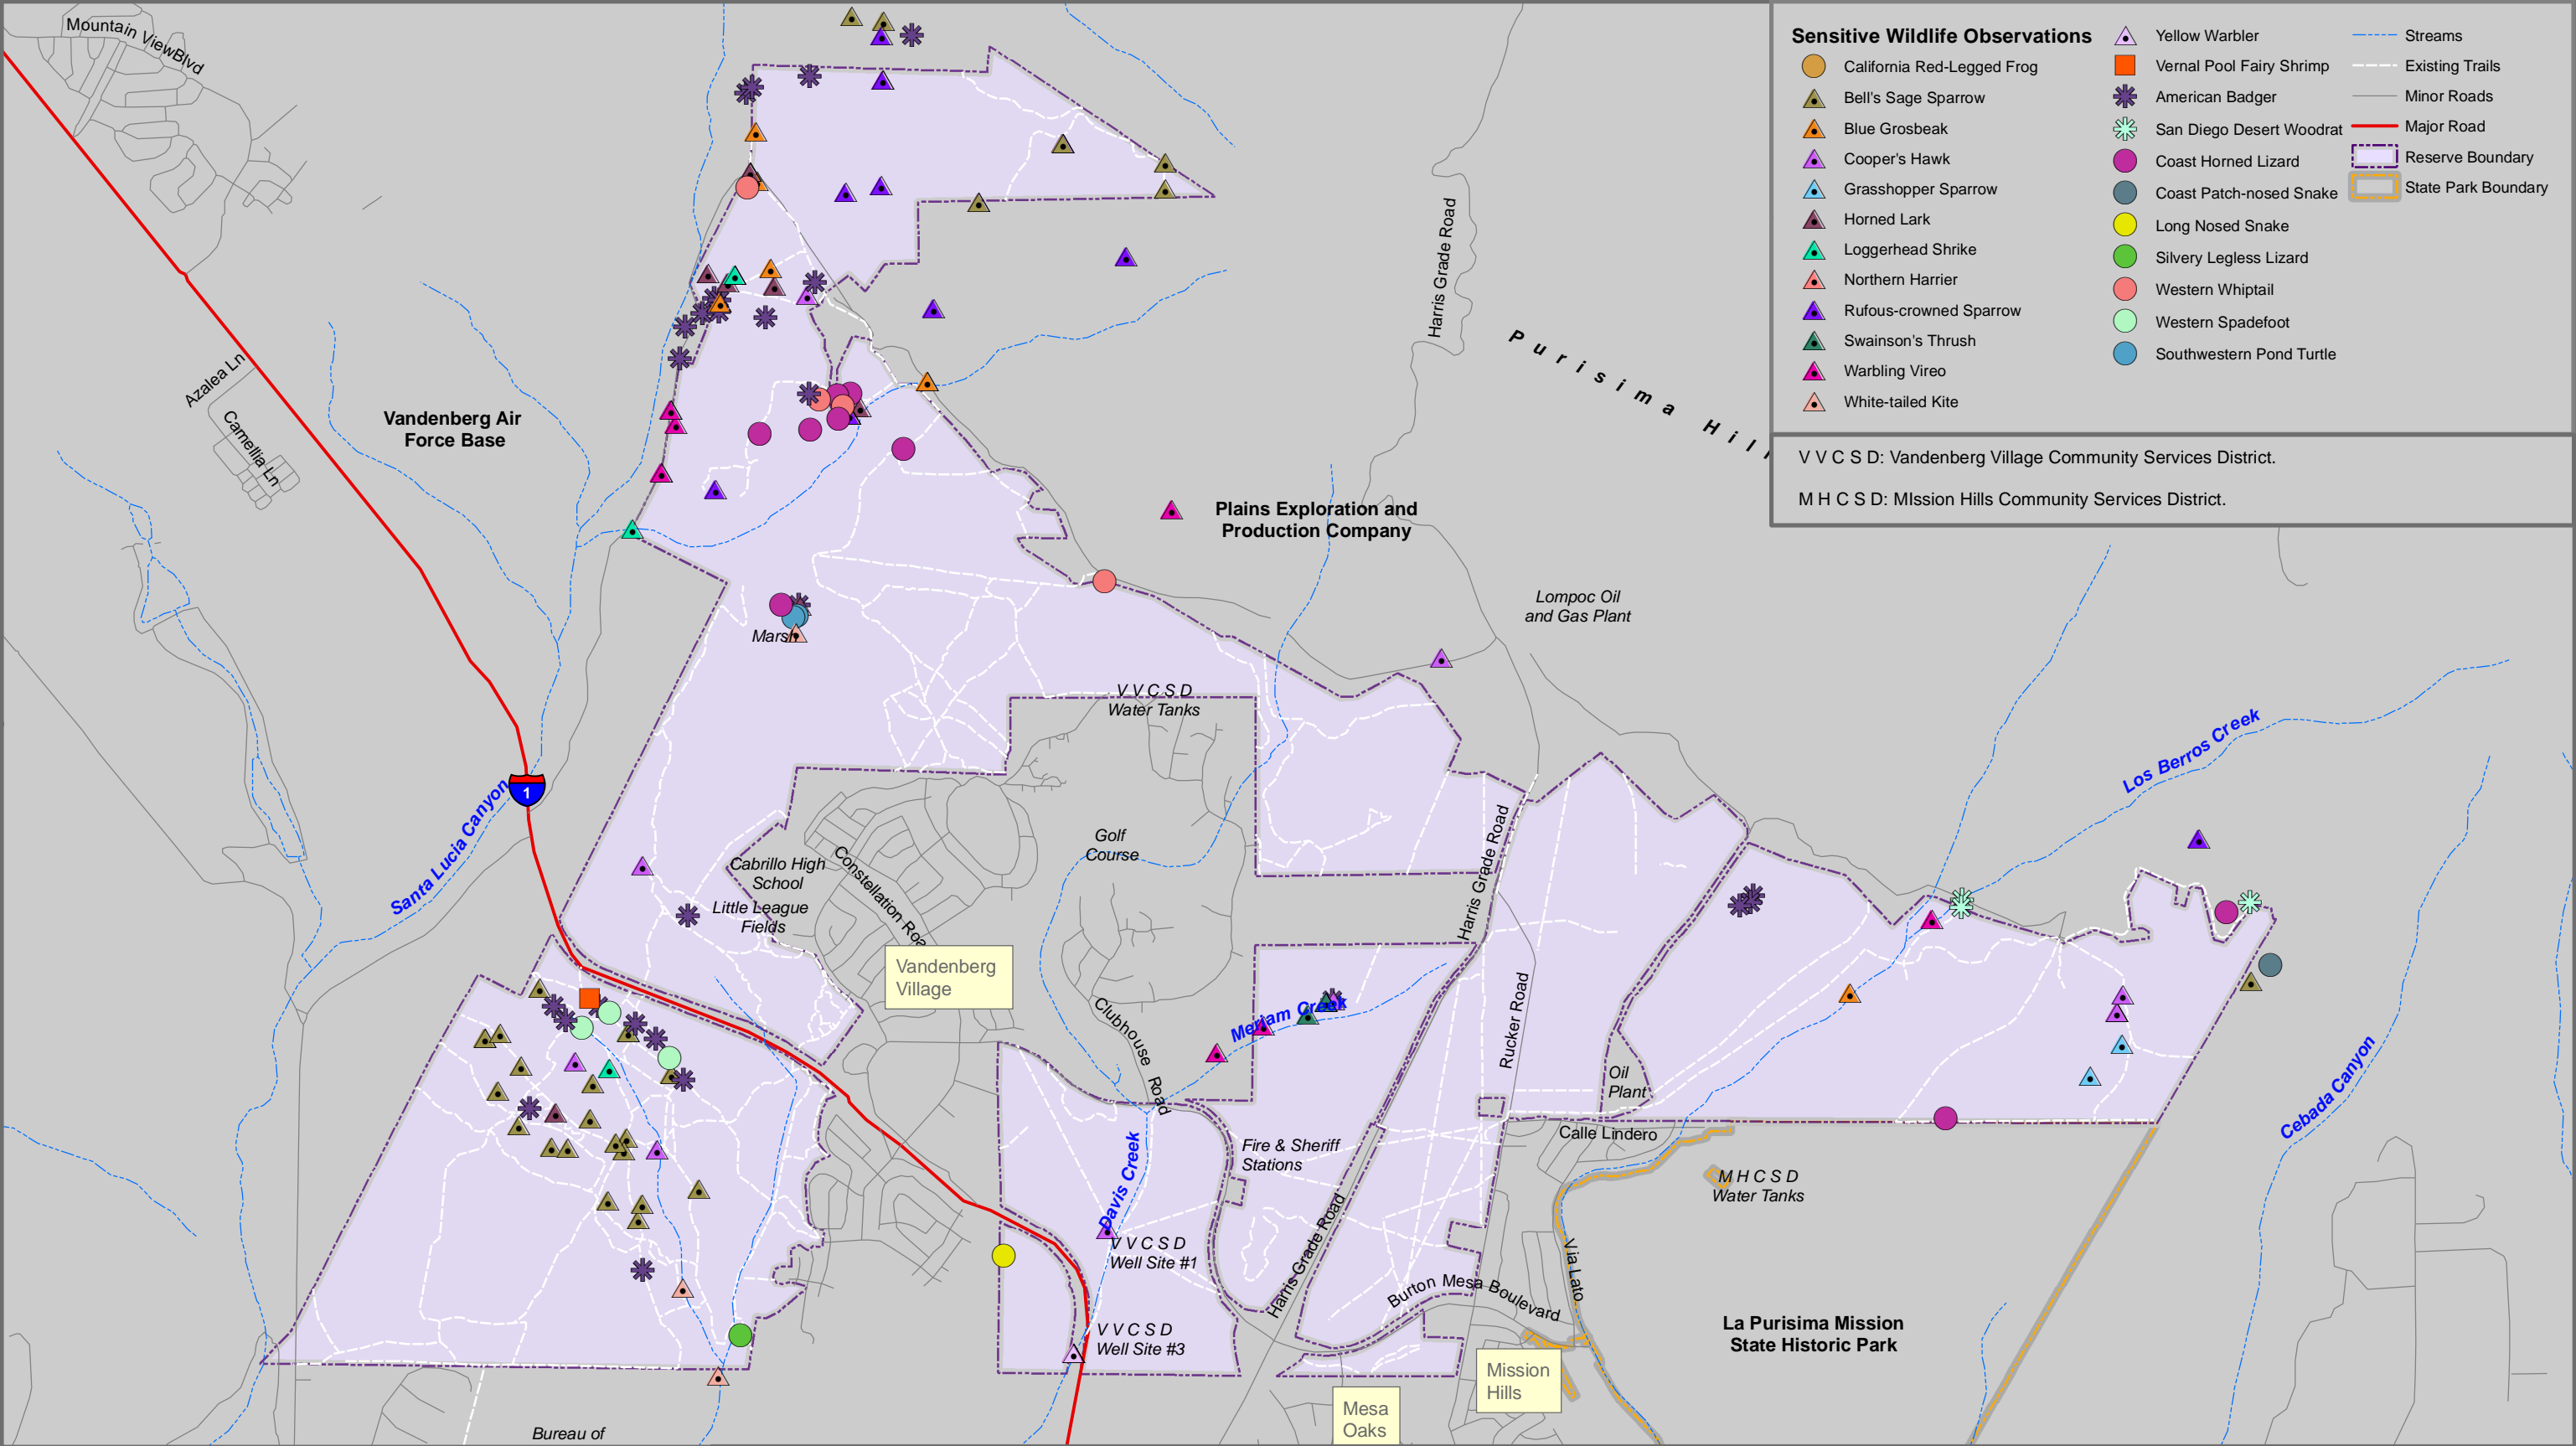 Mountain ViewBlvd
Azalea Ln
Camellia Ln
Vandenberg Air
Force Base
Harris Grade Road
Purisima
Plains Exploration and
Production Company
Lompoc Oil
and Gas Plant
Marsh
V V C S D
Water Tanks
Santa Lucia Canyon
1
Cabrillo High
School
Little League
Fields
Constellation
Golf
Course
Vandenberg
Village
Clubhouse Road
Meriam Creek
Harris Grade Road
Rucker Road
Los Berros Creek
Cebada Canyon
Oil
Plant
Calle Lindero
M H C S D
Water Tanks
Fire & Sheriff
Stations
Davis Creek
V V C S D
Well Site #1
V V C S D
Well Site #3
Harris Grade Road
Burton Mesa Boulevard
Via Lato
La Purisima Mission
State Historic Park
Mission
Hills
Mesa
Oaks
Bureau of
Sensitive Wildlife Observations
California Red-Legged Frog
Bell's Sage Sparrow
Blue Grosbeak
Cooper's Hawk
Grasshopper Sparrow
Horned Lark
Loggerhead Shrike
Northern Harrier
Rufous-crowned Sparrow
Swainson's Thrush
Warbling Vireo
White-tailed Kite
Yellow Warbler
Vernal Pool Fairy Shrimp
American Badger
San Diego Desert Woodrat
Coast Horned Lizard
Coast Patch-nosed Snake
Long Nosed Snake
Silvery Legless Lizard
Western Whiptail
Western Spadefoot
Southwestern Pond Turtle
Streams
Existing Trails
Minor Roads
Major Road
Reserve Boundary
State Park Boundary
V V C S D: Vandenberg Village Community Services District.
M H C S D: MIssion Hills Community Services District.